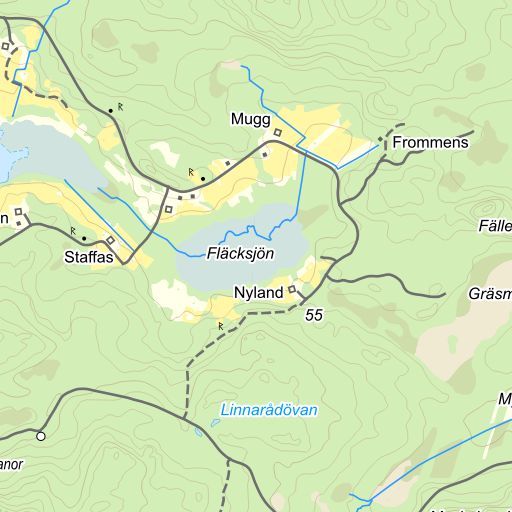 Mugg
R
Frommens
R
n
R
Fälle
Staffas
Fläcksjön
Nyland
Gräsm
55
R
M
Linnarådövan
anor